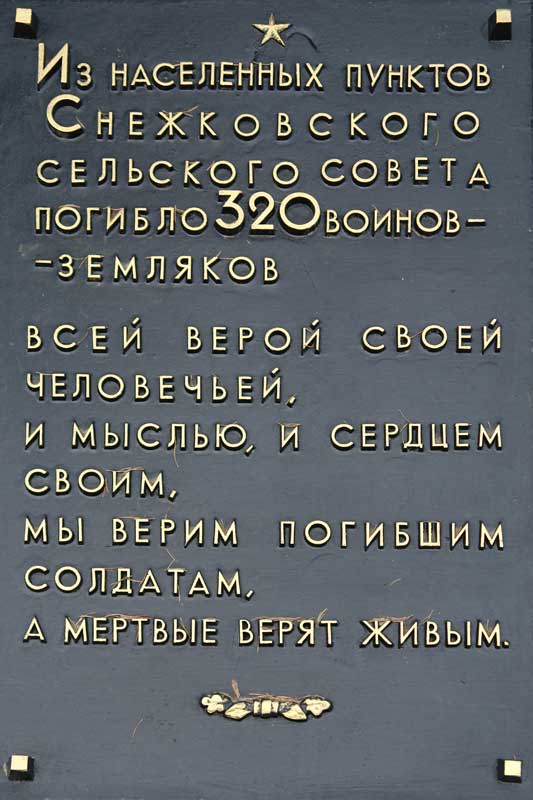 Из населенных пунктов
Снежковского
сельского совета
погибло 320 воинов-
-земляков
всей верой своей
человечьей,
и мыслью, и сердцем
своим,
мы верим погибшим
солдатам,
а мертвые верят живым.